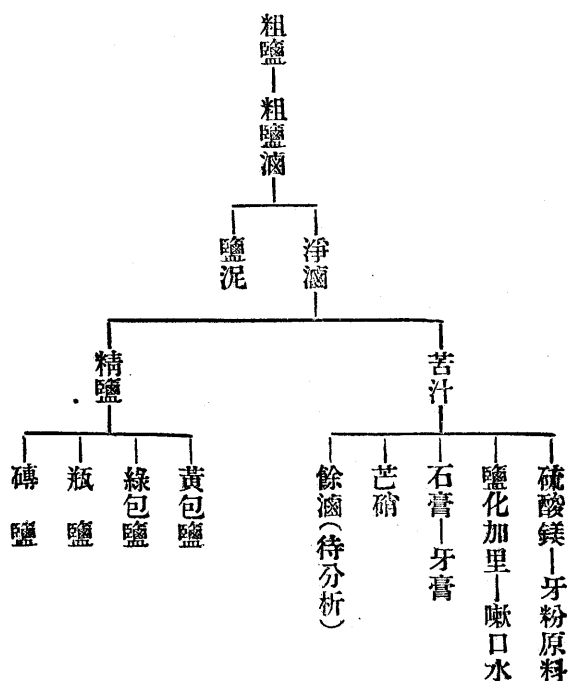 粗鹽
粗鹽滷
淨滷
鹽泥
苦汁
精鹽
硫酸鎂—牙粉原料
鹽化加里—嗽口水
石膏—牙膏
芒硝
餘滷(待分析)
黃包鹽
綠包鹽
瓶鹽
磚鹽